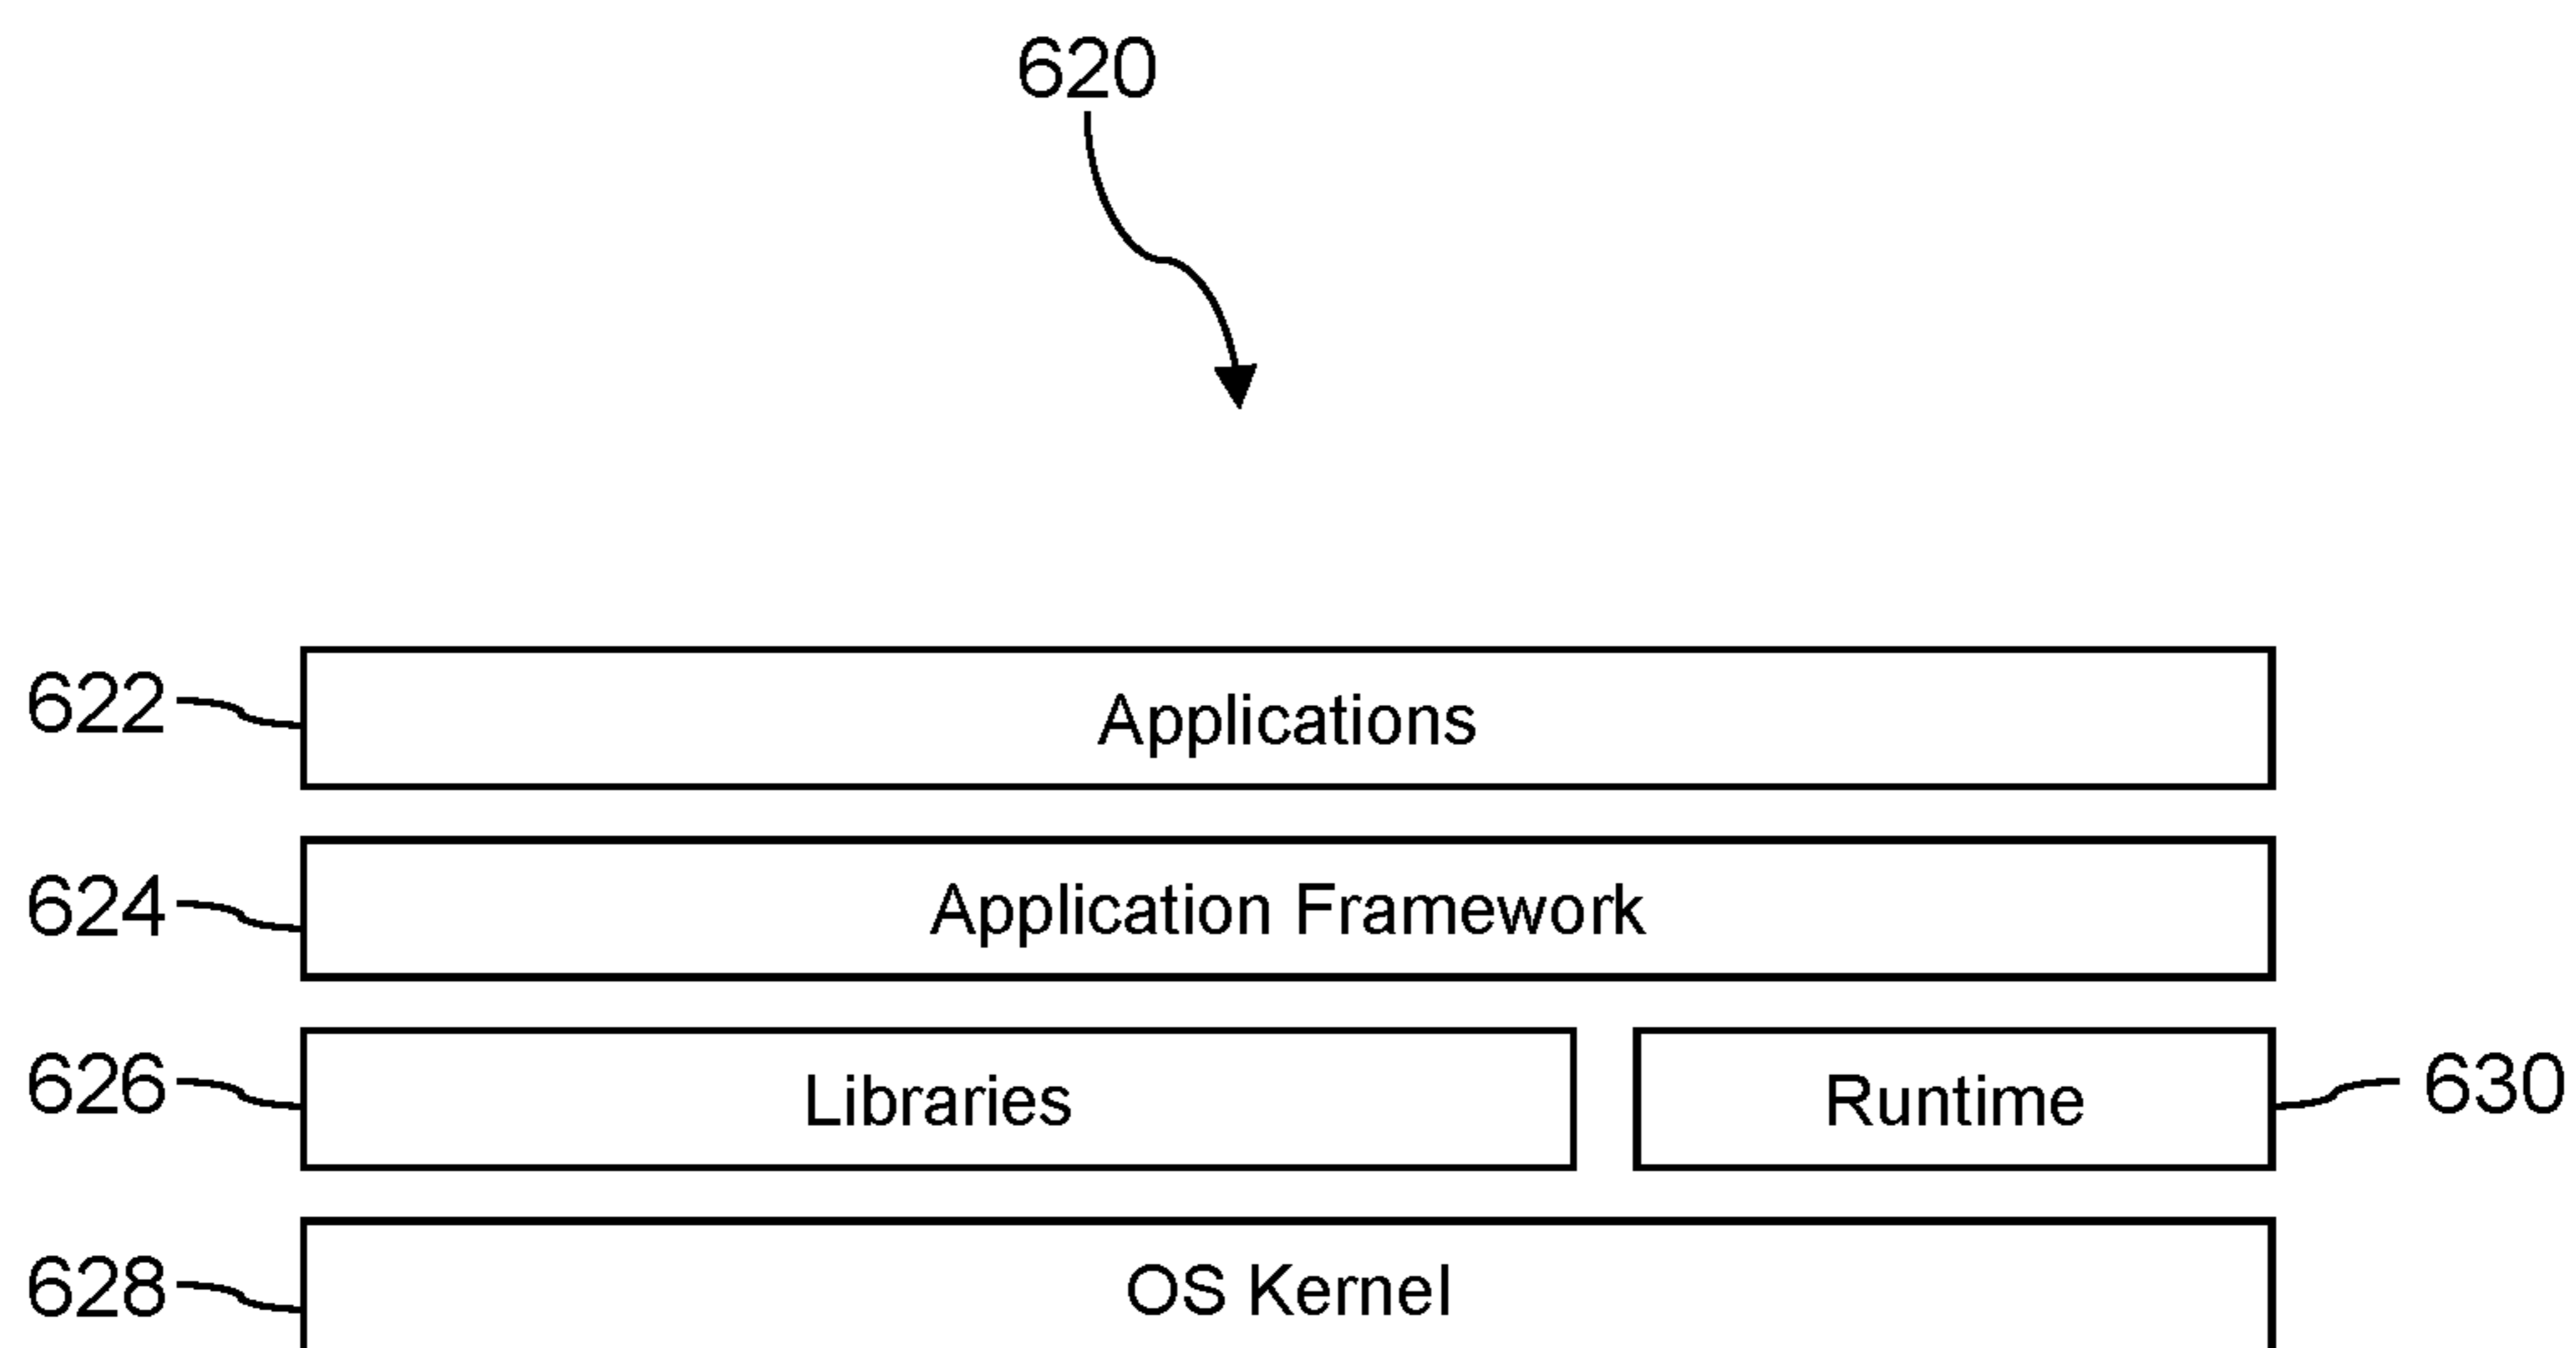 620
622 Applications
624 Application Framework
626 Libraries Runtime 630
628 OS Kernel